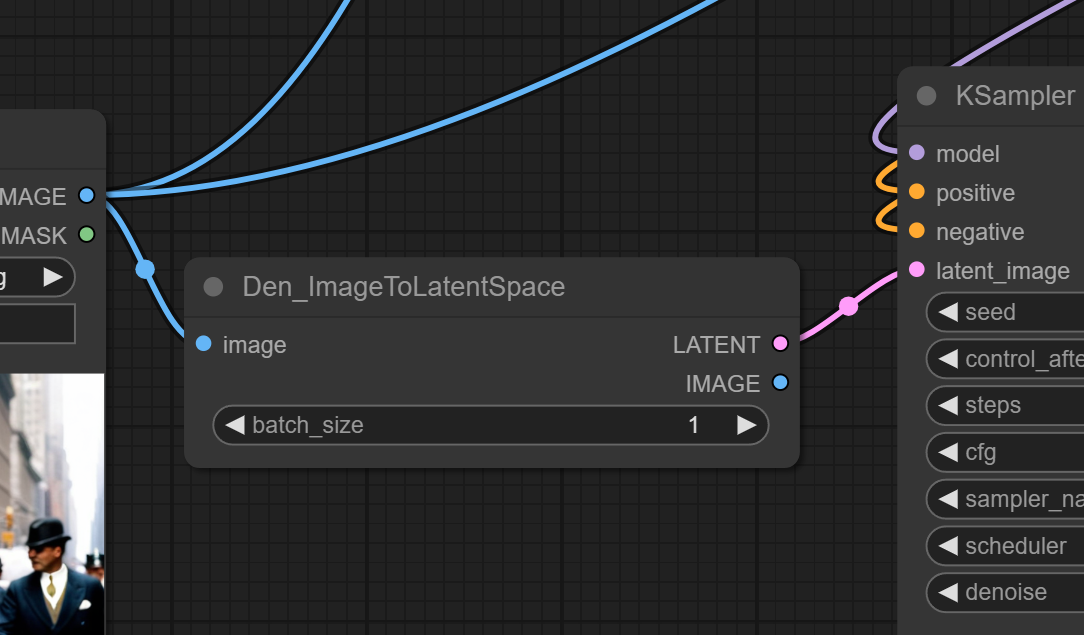 MAGE
MASK
g
Den_ImageToLatentSpace
image
LATENT
IMAGE
batch_size 1
KSampler
model
positive
negative
latent_image
seed
control_afte
steps
cfg
sampler_na
scheduler
denoise